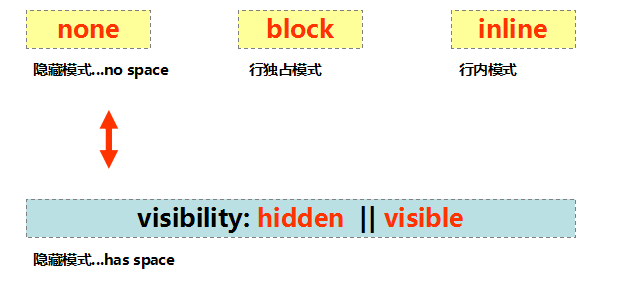 none block inline
隐藏模式...no space 行独占模式 行内模式
visibility: hidden || visible
隐藏模式...has space